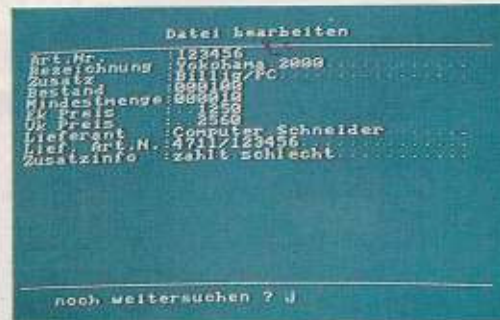 Datei bearbeiten
Art.Nr. :123456
Bezeichnung :Yokohama 2000
Zusatz :Billig/PC
Bestand :000100
Mindestmenge:000010
Ek Preis : 1250
Vk Preis : 2560
Lieferant :Computer Schneider
Lief. Art.N.:4711/123456
Zusatzinfo :zahlt schlecht
noch weitersuchen ? j